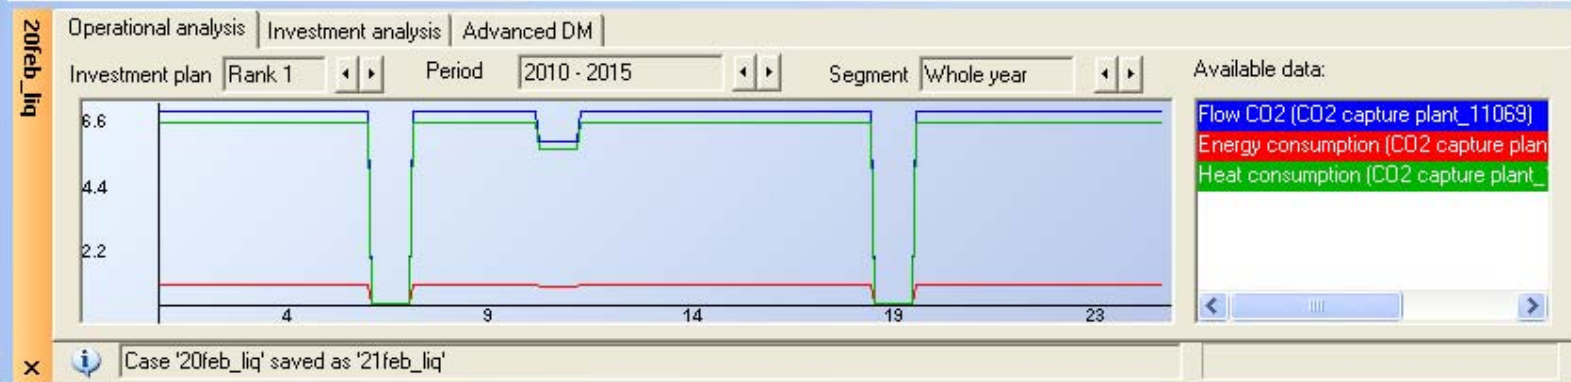 20feb_liq
Operational analysis Investment analysis Advanced DM
Investment plan Rank 1 Period 2010 - 2015 Segment Whole year Available data:
6.6
4.4
2.2
4 9 14 19 23
Flow CO2 (CO2 capture plant_11069)
Energy consumption (CO2 capture plan
Heat consumption (CO2 capture plant_
Case '20feb_liq' saved as '21feb_liq'